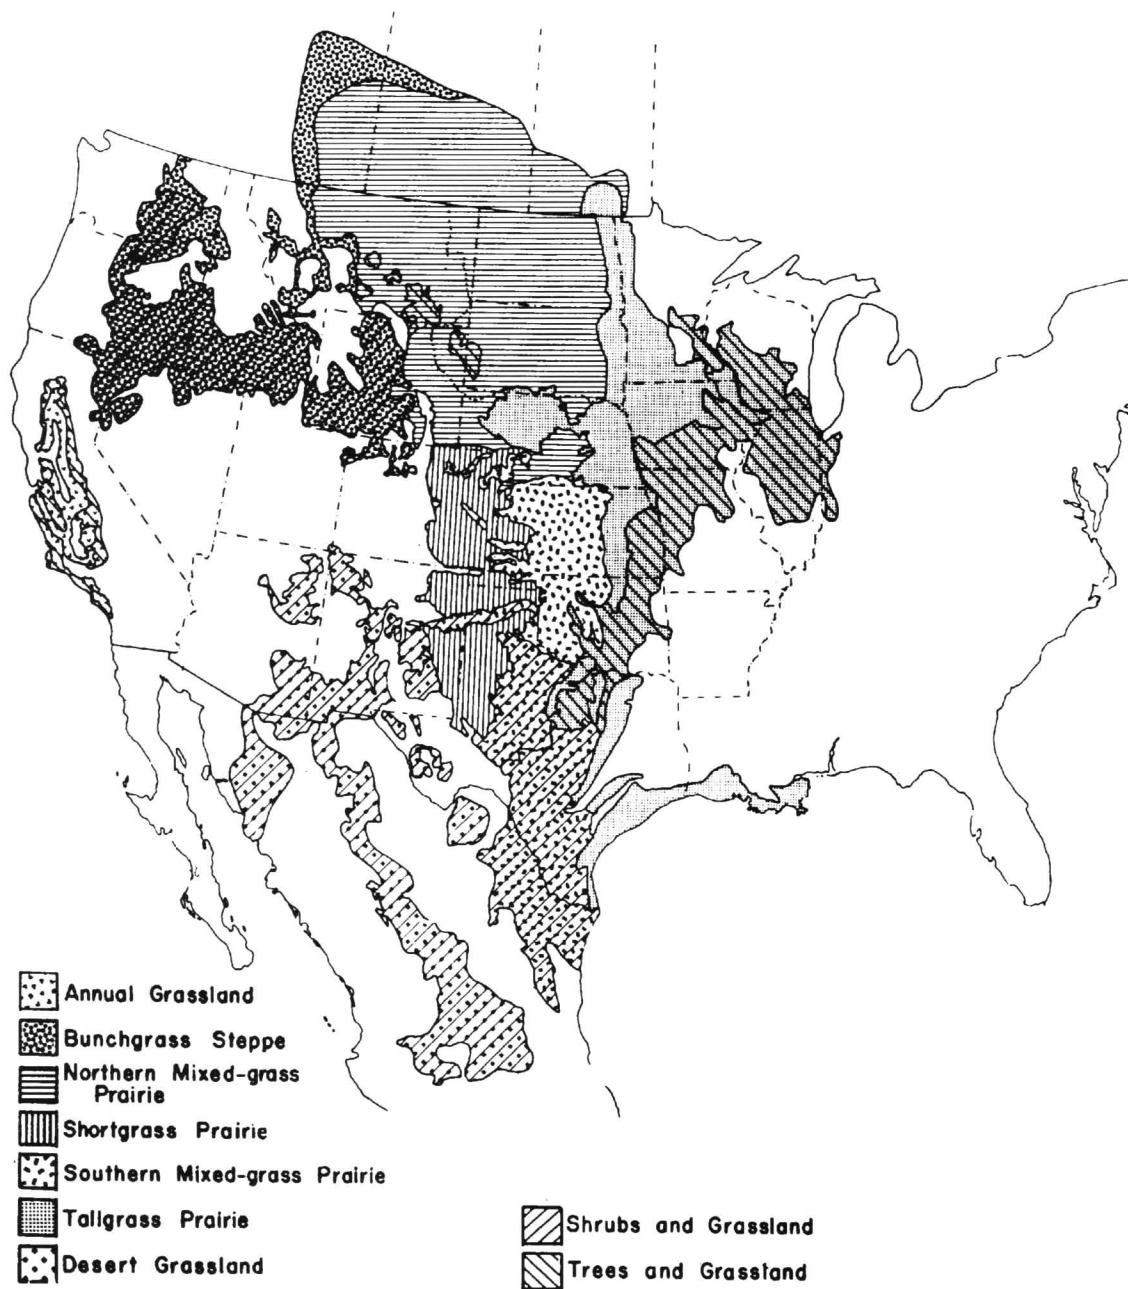 Annual Grassland
Bunchgrass Steppe
Northern Mixed-grass
Prairie
Shortgrass Prairie
Southern Mixed-grass Prairie
Tallgrass Prairie
Desert Grassland
Shrubs and Grassland
Trees and Grassland